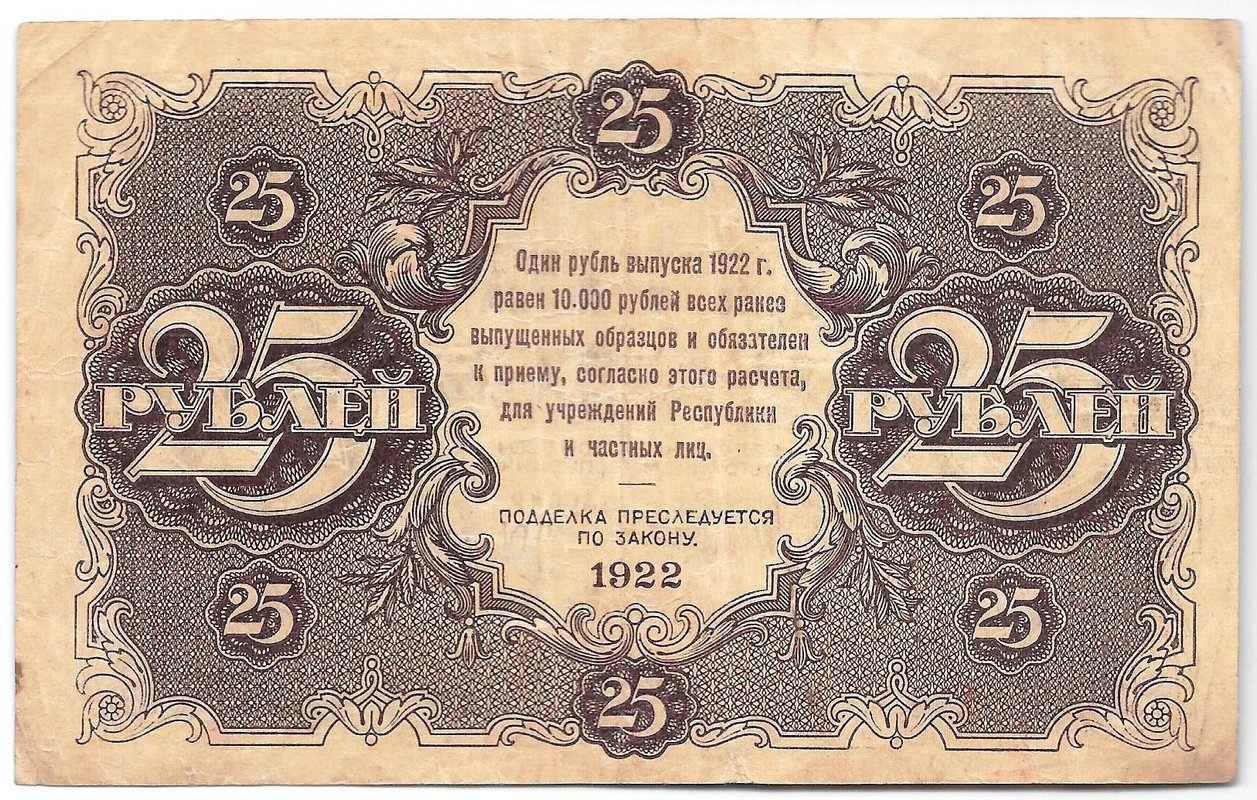 25
25
25
Один рубль выпуска 1922 г.
равен 10.000 рублей всех ранее
выпущенных образцов и обязателен
к приему, согласно этого расчета,
для учреждений Республики
и частных лиц.
25 РУБЛЕЙ
25 РУБЛЕЙ
ПОДДЕЛКА ПРЕСЛЕДУЕТСЯ
ПО ЗАКОНУ.
1922
25
25
25